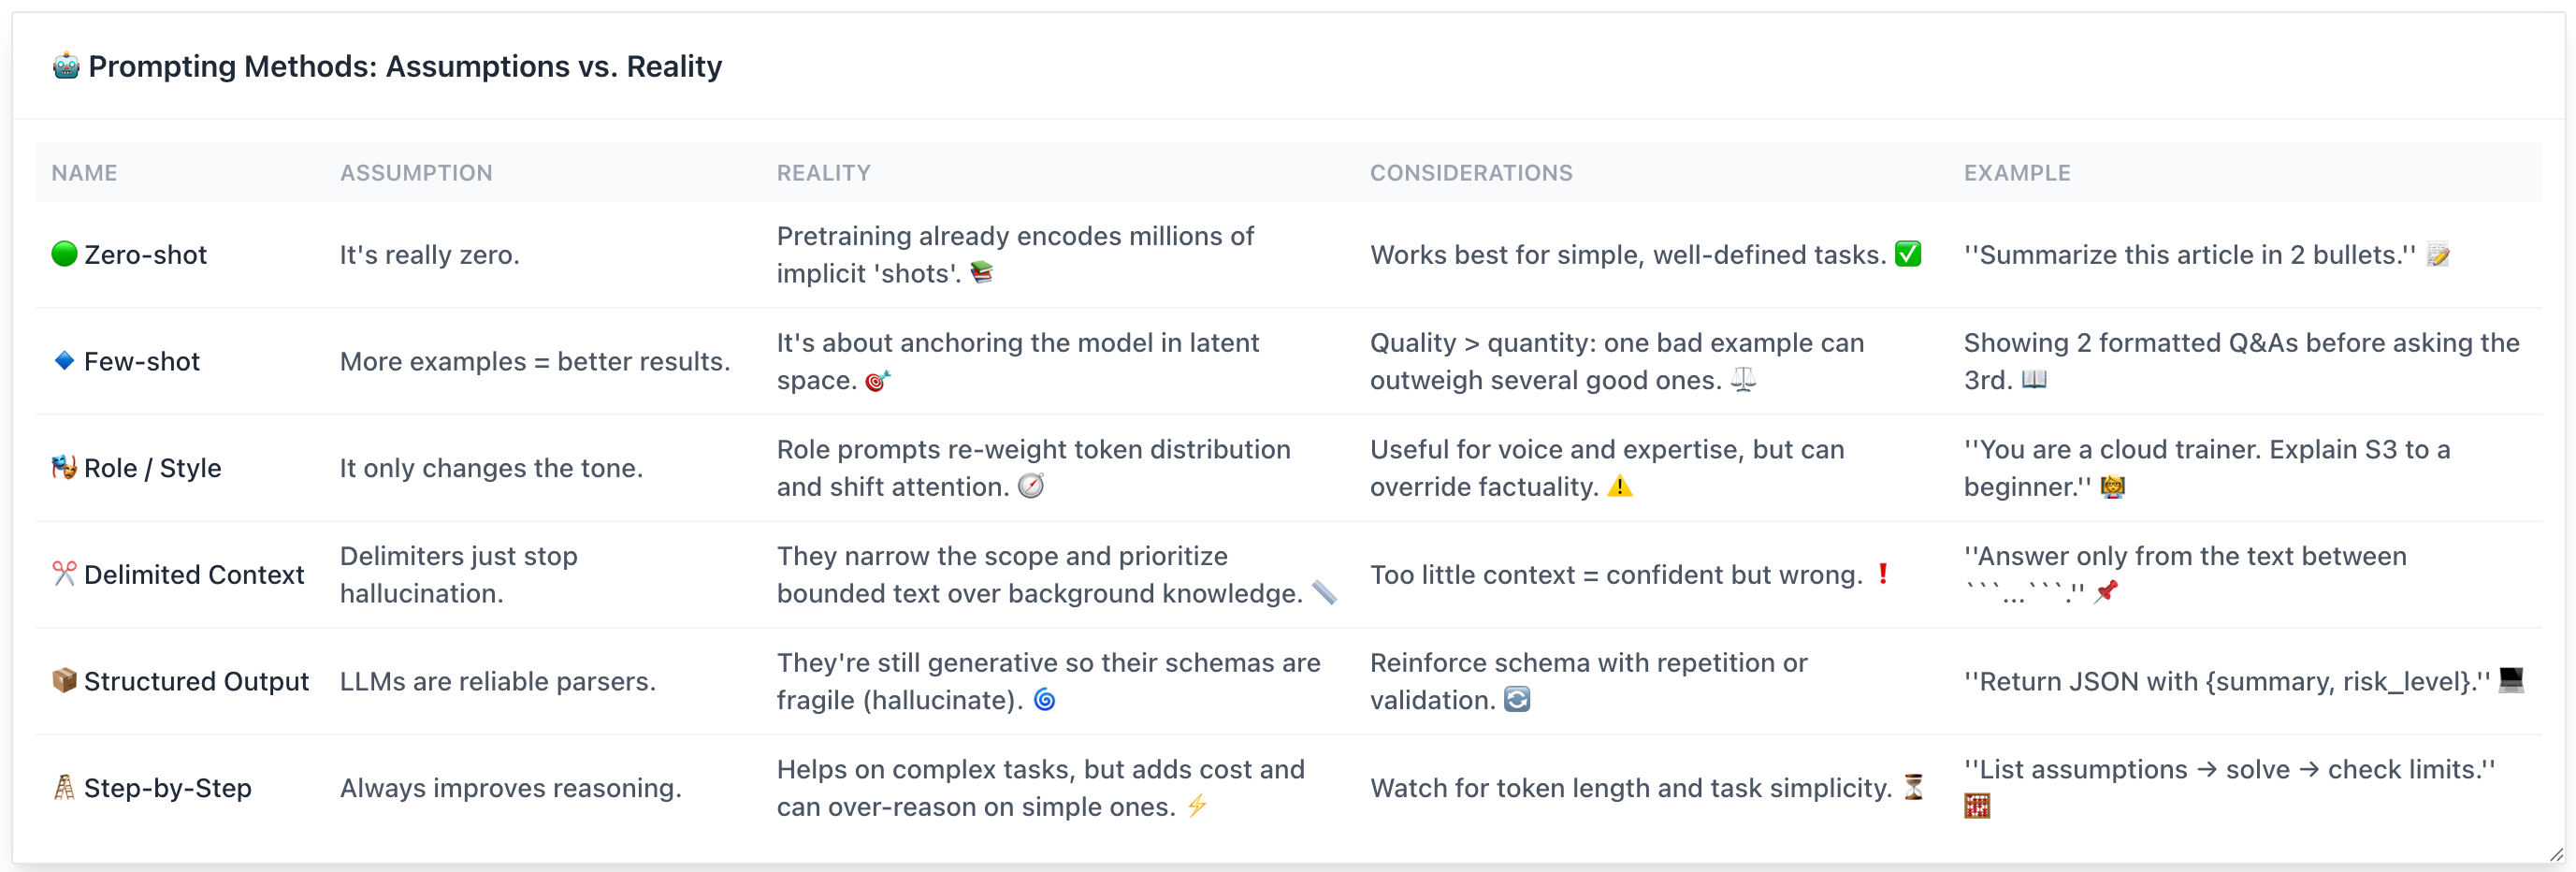 🤖 Prompting Methods: Assumptions vs. Reality
NAME ASSUMPTION REALITY CONSIDERATIONS EXAMPLE
🟢 Zero-shot
It's really zero.
Pretraining already encodes millions of
implicit 'shots'. 📚
Works best for simple, well-defined tasks. ✅
''Summarize this article in 2 bullets.'' 📝
🔹 Few-shot
More examples = better results.
It's about anchoring the model in latent
space. 🎯
Quality > quantity: one bad example can
outweigh several good ones. ⚖️
Showing 2 formatted Q&As before asking the
3rd. 📖
🎭 Role / Style
It only changes the tone.
Role prompts re-weight token distribution
and shift attention. 🧭
Useful for voice and expertise, but can
override factuality. ⚠️
''You are a cloud trainer. Explain S3 to a
beginner.'' 👩‍🏫
✂️ Delimited Context
Delimiters just stop
hallucination.
They narrow the scope and prioritize
bounded text over background knowledge. 📏
Too little context = confident but wrong. ❗
''Answer only from the text between
```...```.'' 📌
📦 Structured Output
LLMs are reliable parsers.
They're still generative so their schemas are
fragile (hallucinate). 🌀
Reinforce schema with repetition or
validation. 🔄
''Return JSON with {summary, risk_level}.'' 💻
🪜 Step-by-Step
Always improves reasoning.
Helps on complex tasks, but adds cost and
can over-reason on simple ones. ⚡
Watch for token length and task simplicity. ⏳
''List assumptions → solve → check limits.''
🧮